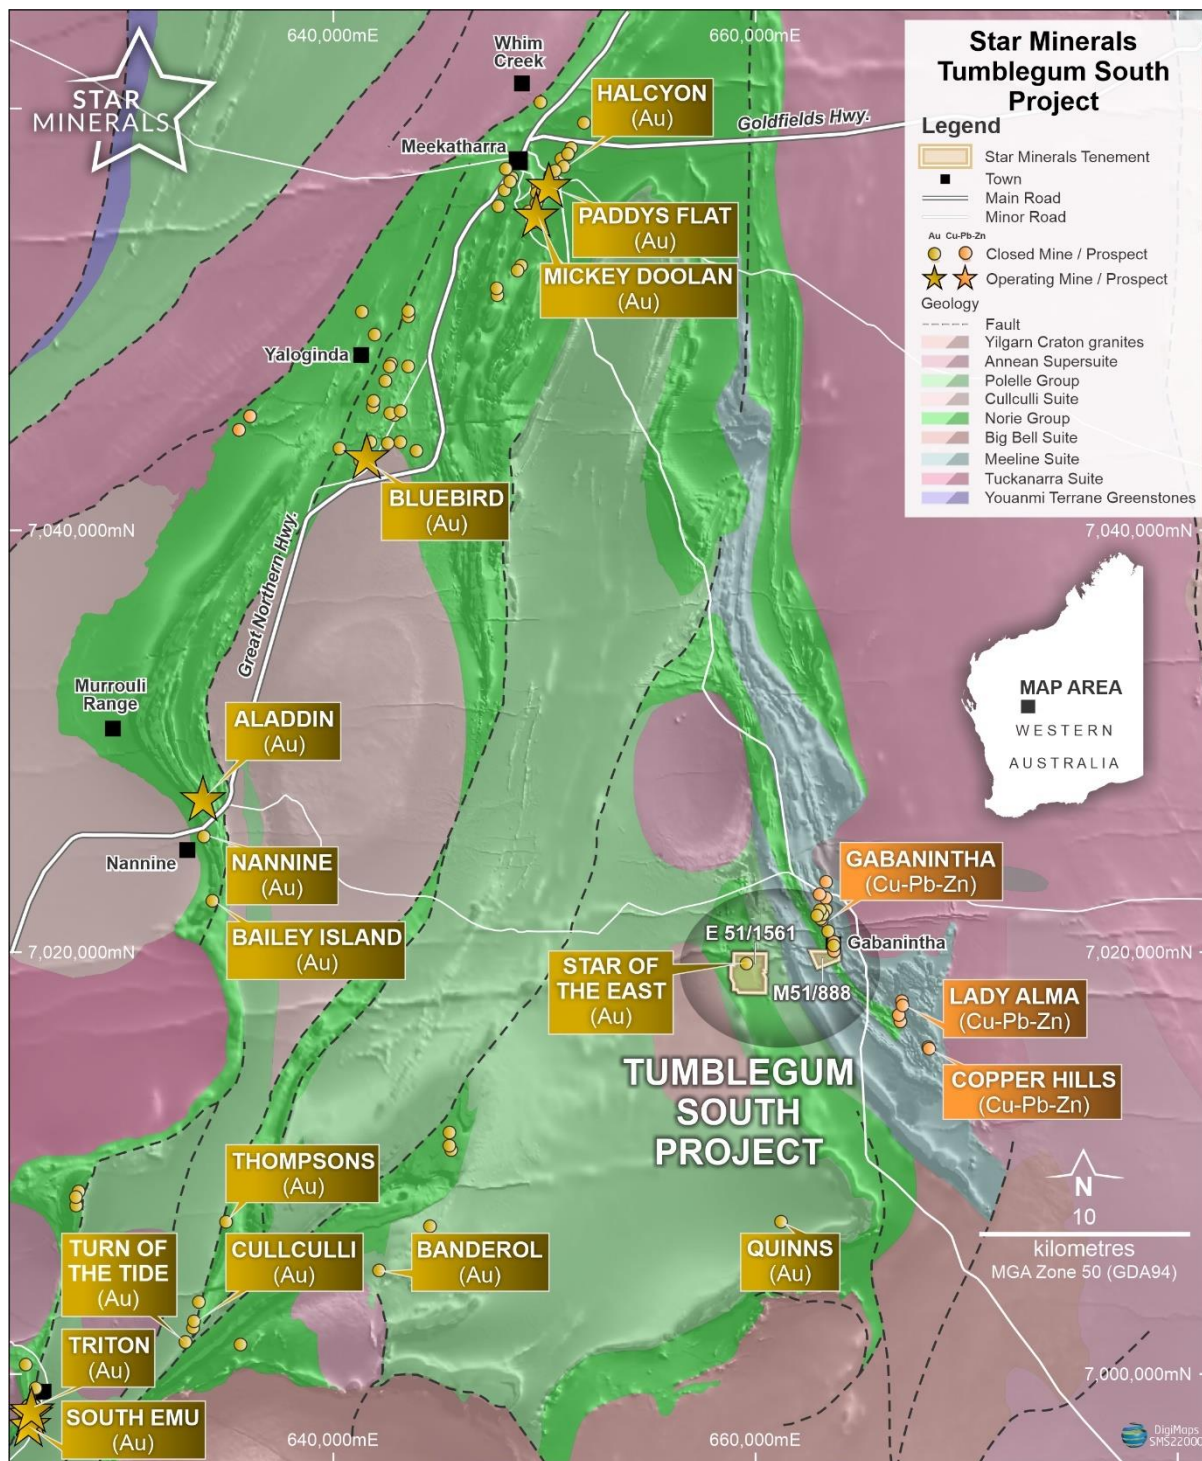 640,000mE
660,000mE
STAR
MINERALS
Whim
Creek
HALCYON
(Au)
Goldfields Hwy.
Meekatharra
PADDYS FLAT
(Au)
MICKEY DOOLAN
(Au)
Star Minerals
Tumblegum South
Project
Legend
Star Minerals Tenement
Town
Main Road
Minor Road
Au Cu-Pb-Zn
Closed Mine / Prospect
Operating Mine / Prospect
Geology
Fault
Yilgarn Craton granites
Annean Supersuite
Polelle Group
Cullculli Suite
Norie Group
Big Bell Suite
Meeline Suite
Tuckanarra Suite
Youanmi Terrane Greenstones
Yaloginda
BLUEBIRD
(Au)
7,040,000mN
7,040,000mN
Great Northern Hwy.
Murrouli
Range
ALADDIN
(Au)
MAP AREA
WESTERN
AUSTRALIA
Nannine
NANNINE
(Au)
BAILEY ISLAND
(Au)
GABANINTHA
(Cu-Pb-Zn)
E 51/1561
Gabanintha
7,020,000mN
7,020,000mN
STAR OF
THE EAST
(Au)
M51/888
LADY ALMA
(Cu-Pb-Zn)
COPPER HILLS
(Cu-Pb-Zn)
TUMBLEGUM
SOUTH
PROJECT
THOMPSONS
(Au)
TURN OF
THE TIDE
(Au)
CULLCULLI
(Au)
BANDEROL
(Au)
QUINNS
(Au)
N
10
kilometres
MGA Zone 50 (GDA94)
TRITON
(Au)
SOUTH EMU
(Au)
7,000,000mN
640,000mE
660,000mE
DigiMaps